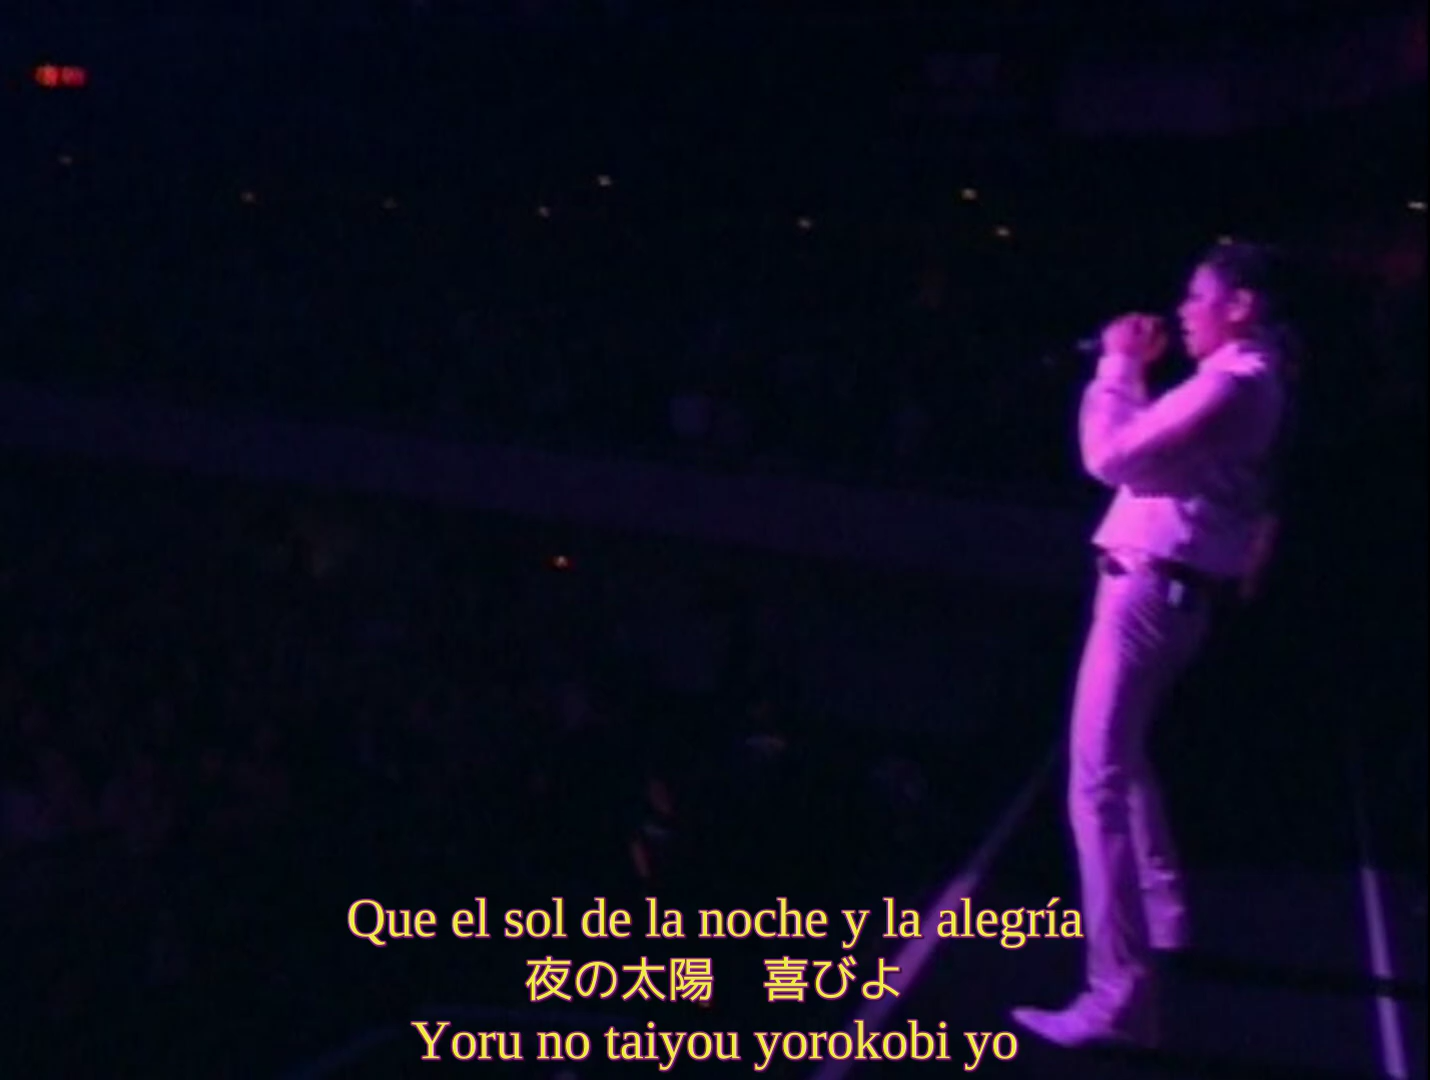 Que el sol de la noche y la alegría
夜の太陽　喜びよ
Yoru no taiyou yorokobi yo